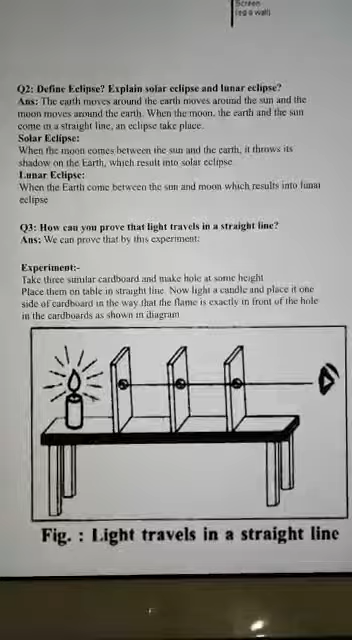 Screen
(eg a wall)
Q2: Define Eclipse? Explain solar eclipse and lunar eclipse?
Ans: The earth moves around the earth moves around the sun and the
moon moves around the earth. When the moon, the earth and the sun
come in a straight line, an eclipse take place.
Solar Eclipse:
When the moon comes between the sun and the earth, it throws its
shadow on the Earth, which result into solar eclipse
Lunar Eclipse:
When the Earth come between the sun and moon which results into lunar
eclipse
Q3: How can you prove that light travels in a straight line?
Ans: We can prove that by this experiment:
Experiment:-
Take three similar cardboard and make hole at some height
Place them on table in straight line. Now light a candle and place it one
side of cardboard in the way that the flame is exactly in front of the hole
in the cardboards as shown in diagram
Fig. : Light travels in a straight line